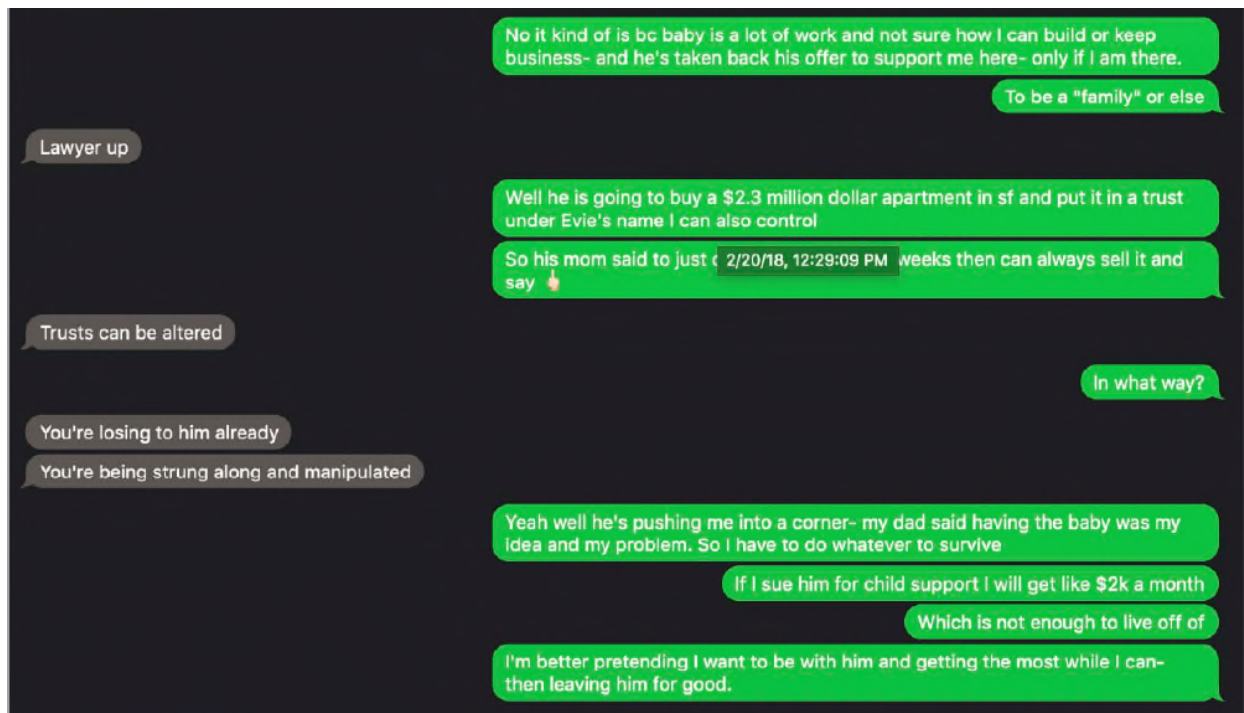 No it kind of is bc baby is a lot of work and not sure how I can build or keep
business- and he's taken back his offer to support me here- only if I am there.
To be a "family" or else
Lawyer up
Well he is going to buy a $2.3 million dollar apartment in sf and put it in a trust
under Evie's name I can also control
So his mom said to just 2/20/18, 12:29:09 PM weeks then can always sell it and
say 🖕🏻
Trusts can be altered
In what way?
You're losing to him already
You're being strung along and manipulated
Yeah well he's pushing me into a corner- my dad said having the baby was my
idea and my problem. So I have to do whatever to survive
If I sue him for child support I will get like $2k a month
Which is not enough to live off of
I'm better pretending I want to be with him and getting the most while I can-
then leaving him for good.